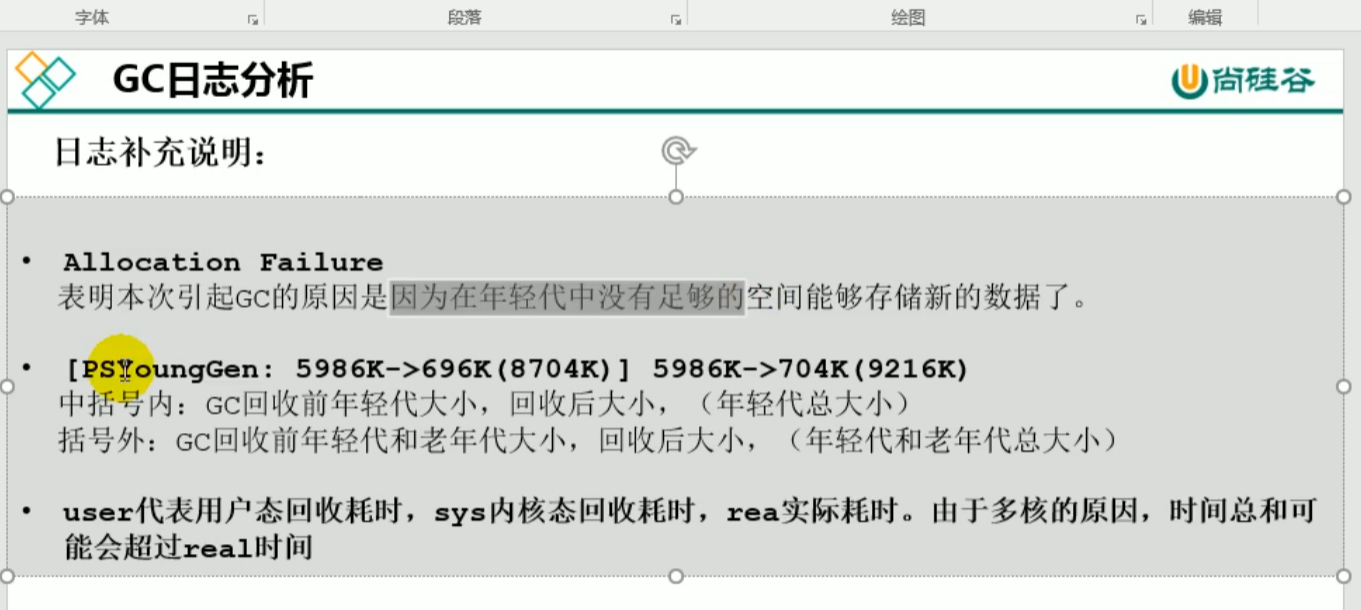 字体
段落
绘图
编辑
GC日志分析
尚硅谷
日志补充说明：
• Allocation Failure
表明本次引起GC的原因是因为在年轻代中没有足够的空间能够存储新的数据了。
• [PSYoungGen: 5986K->696K(8704K)] 5986K->704K(9216K)
中括号内：GC回收前年轻代大小，回收后大小，（年轻代总大小）
括号外：GC回收前年轻代和老年代大小，回收后大小，（年轻代和老年代总大小）
• user代表用户态回收耗时，sys内核态回收耗时，rea实际耗时。由于多核的原因，时间总和可
能会超过real时间